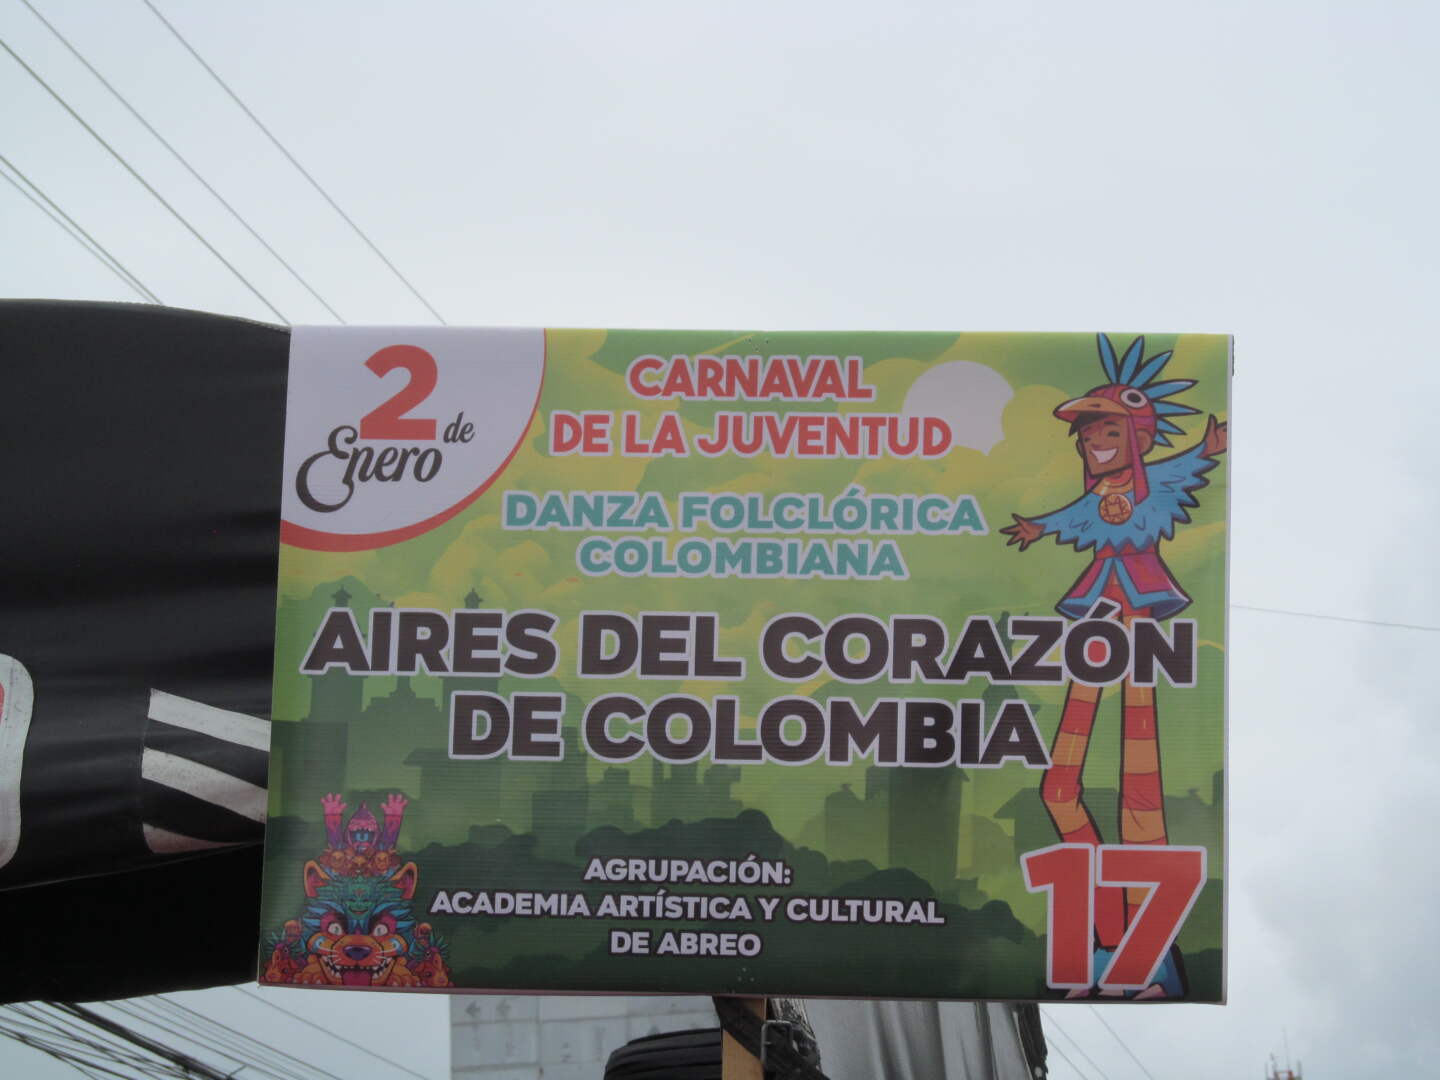 2 de
Enero
CARNAVAL
DE LA JUVENTUD
DANZA FOLCLÓRICA
COLOMBIANA
AIRES DEL CORAZÓN
DE COLOMBIA
AGRUPACIÓN:
ACADEMIA ARTÍSTICA Y CULTURAL
DE ABREO
17